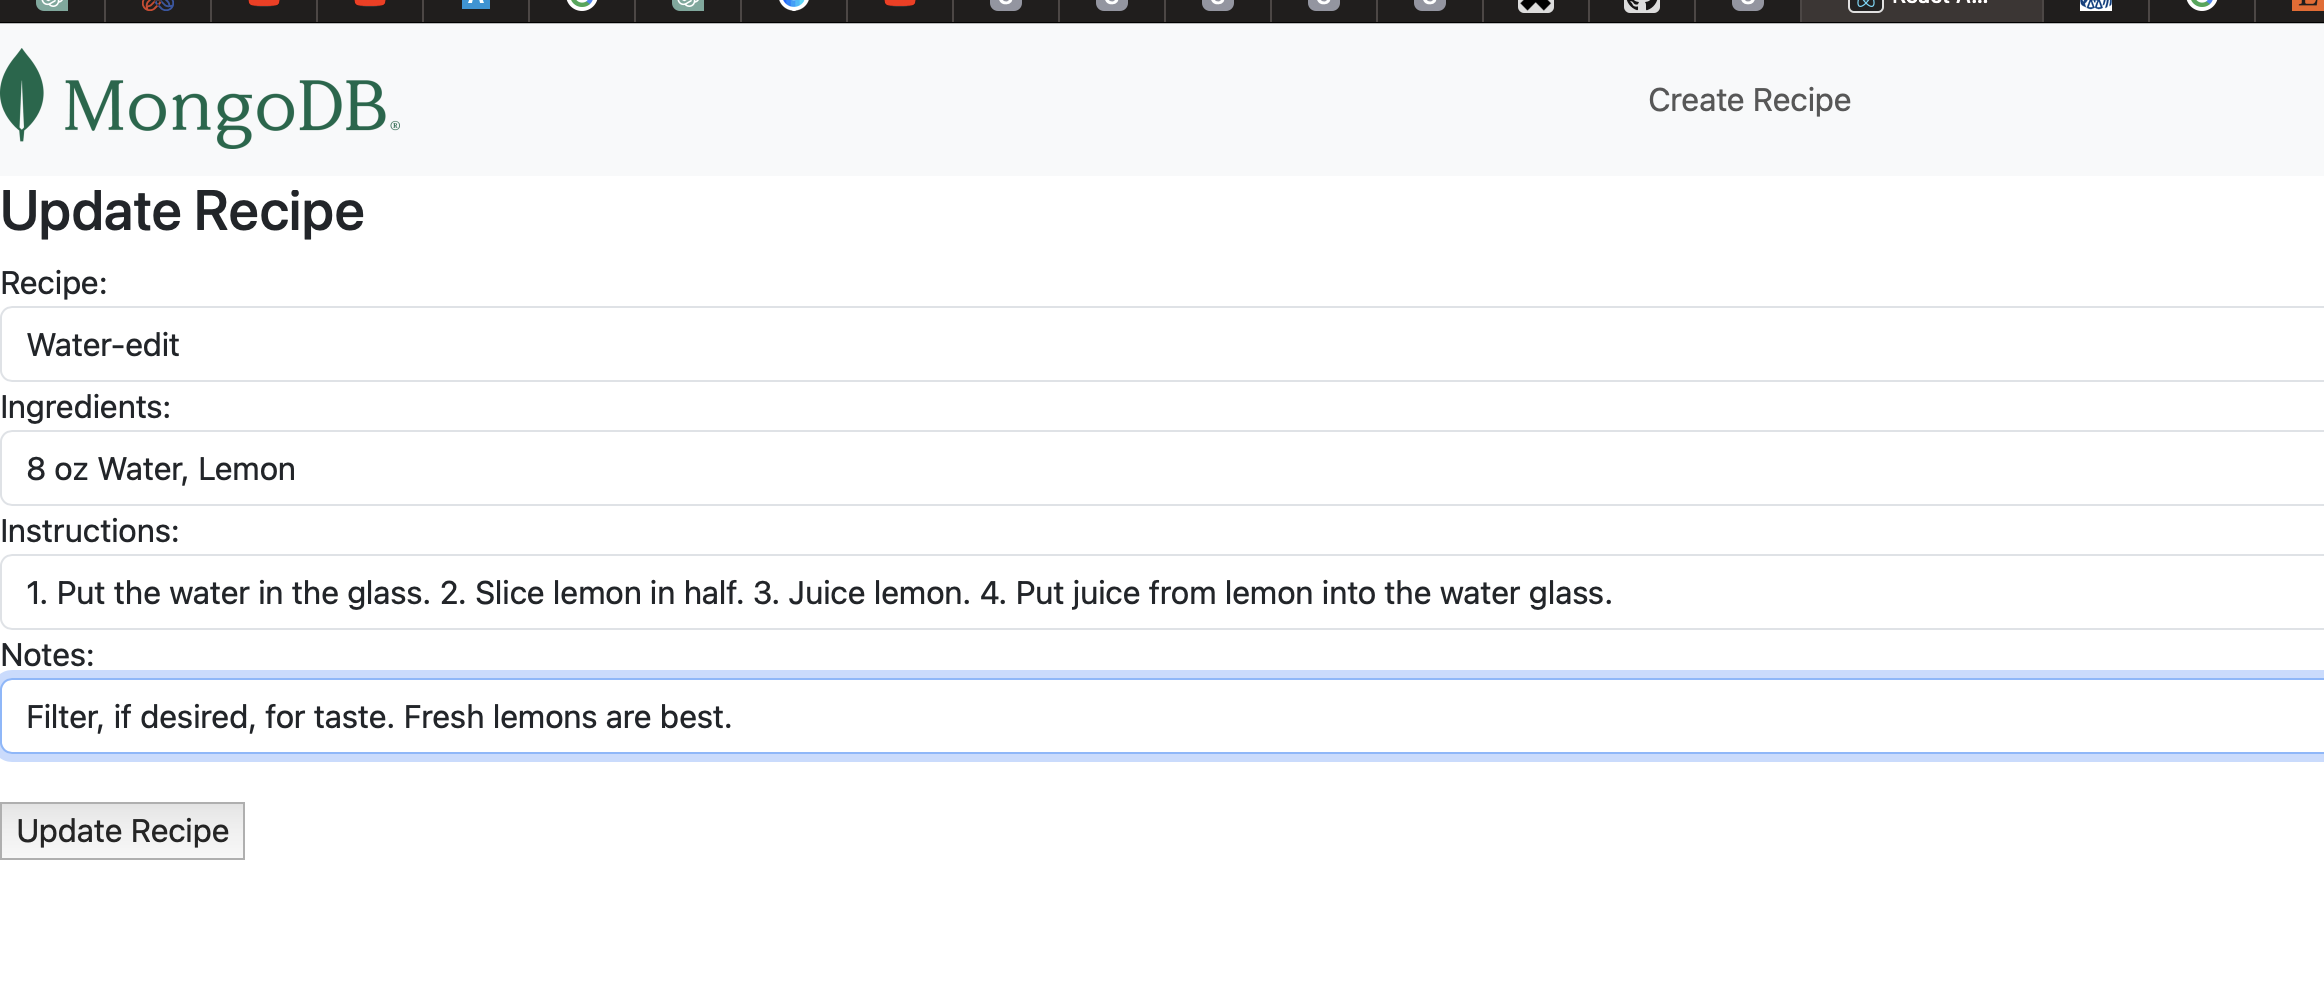 MongoDB®
Create Recipe
Update Recipe
Recipe:
Water-edit
Ingredients:
8 oz Water, Lemon
Instructions:
1. Put the water in the glass. 2. Slice lemon in half. 3. Juice lemon. 4. Put juice from lemon into the water glass.
Notes:
Filter, if desired, for taste. Fresh lemons are best.
Update Recipe